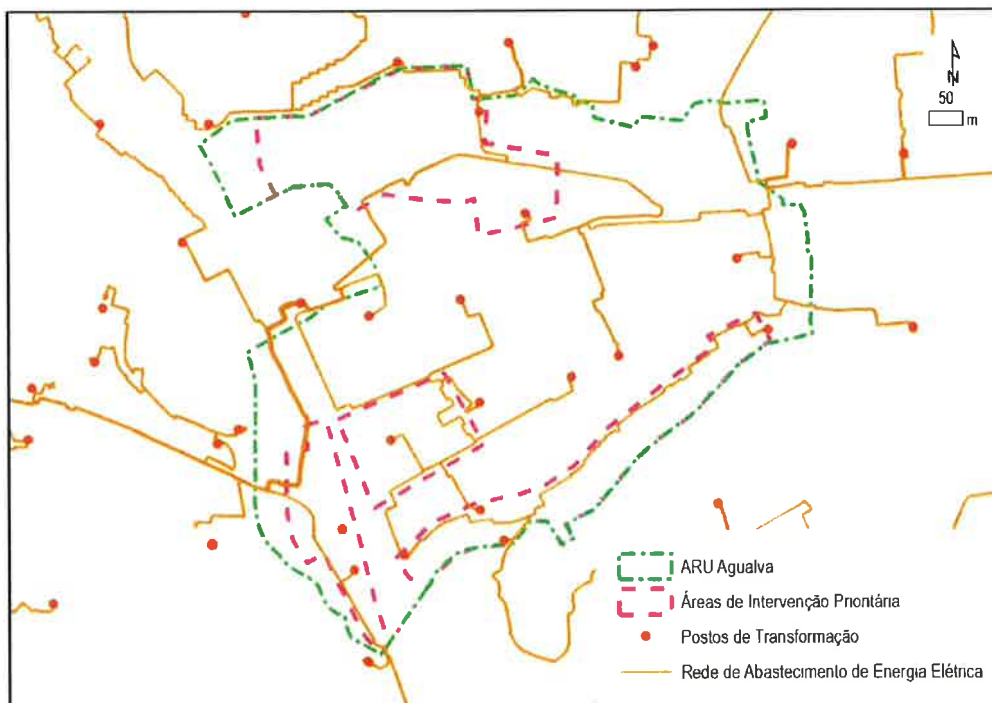 N
50
m
ARU Agualva
Áreas de Intervenção Prioritária
Postos de Transformação
Rede de Abastecimento de Energia Elétrica